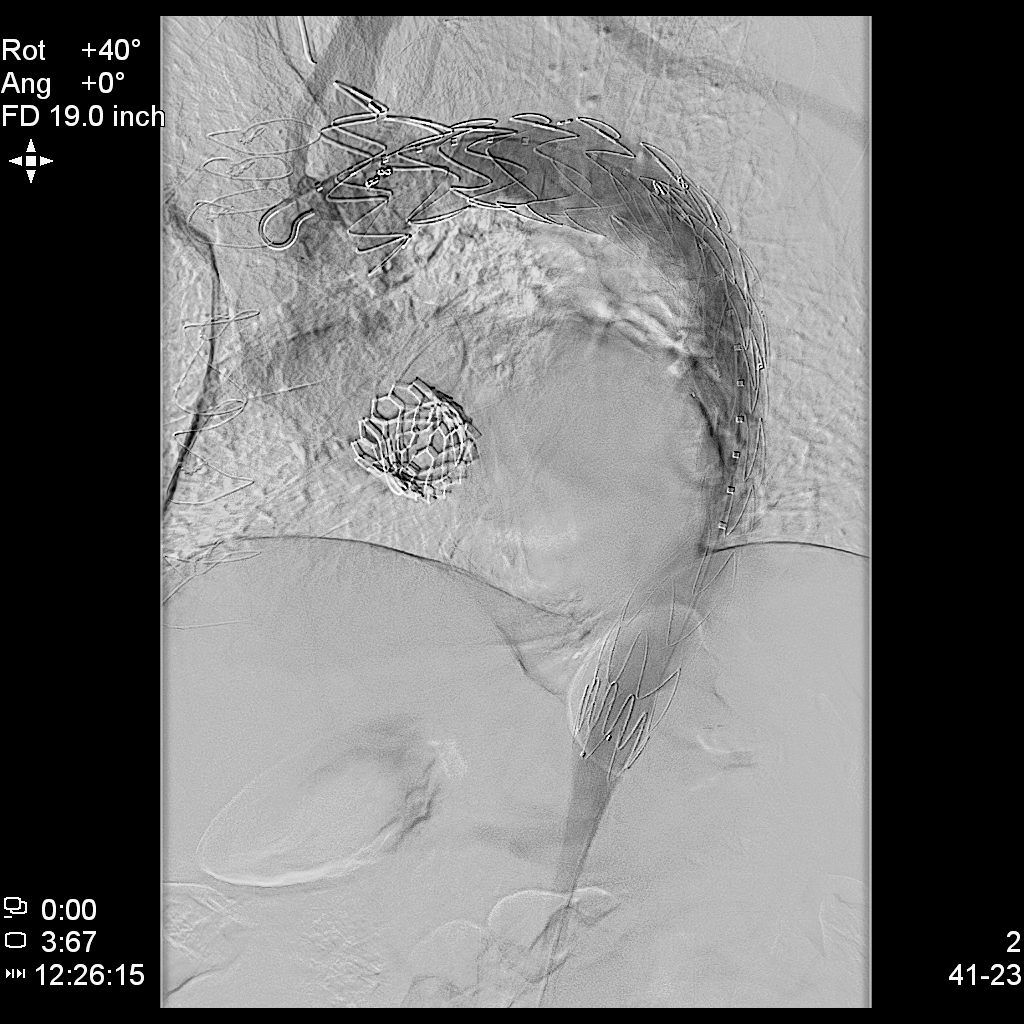 Rot +40°
Ang +0°
FD 19.0 inch
0:00
3:67
12:26:15
2
41-23